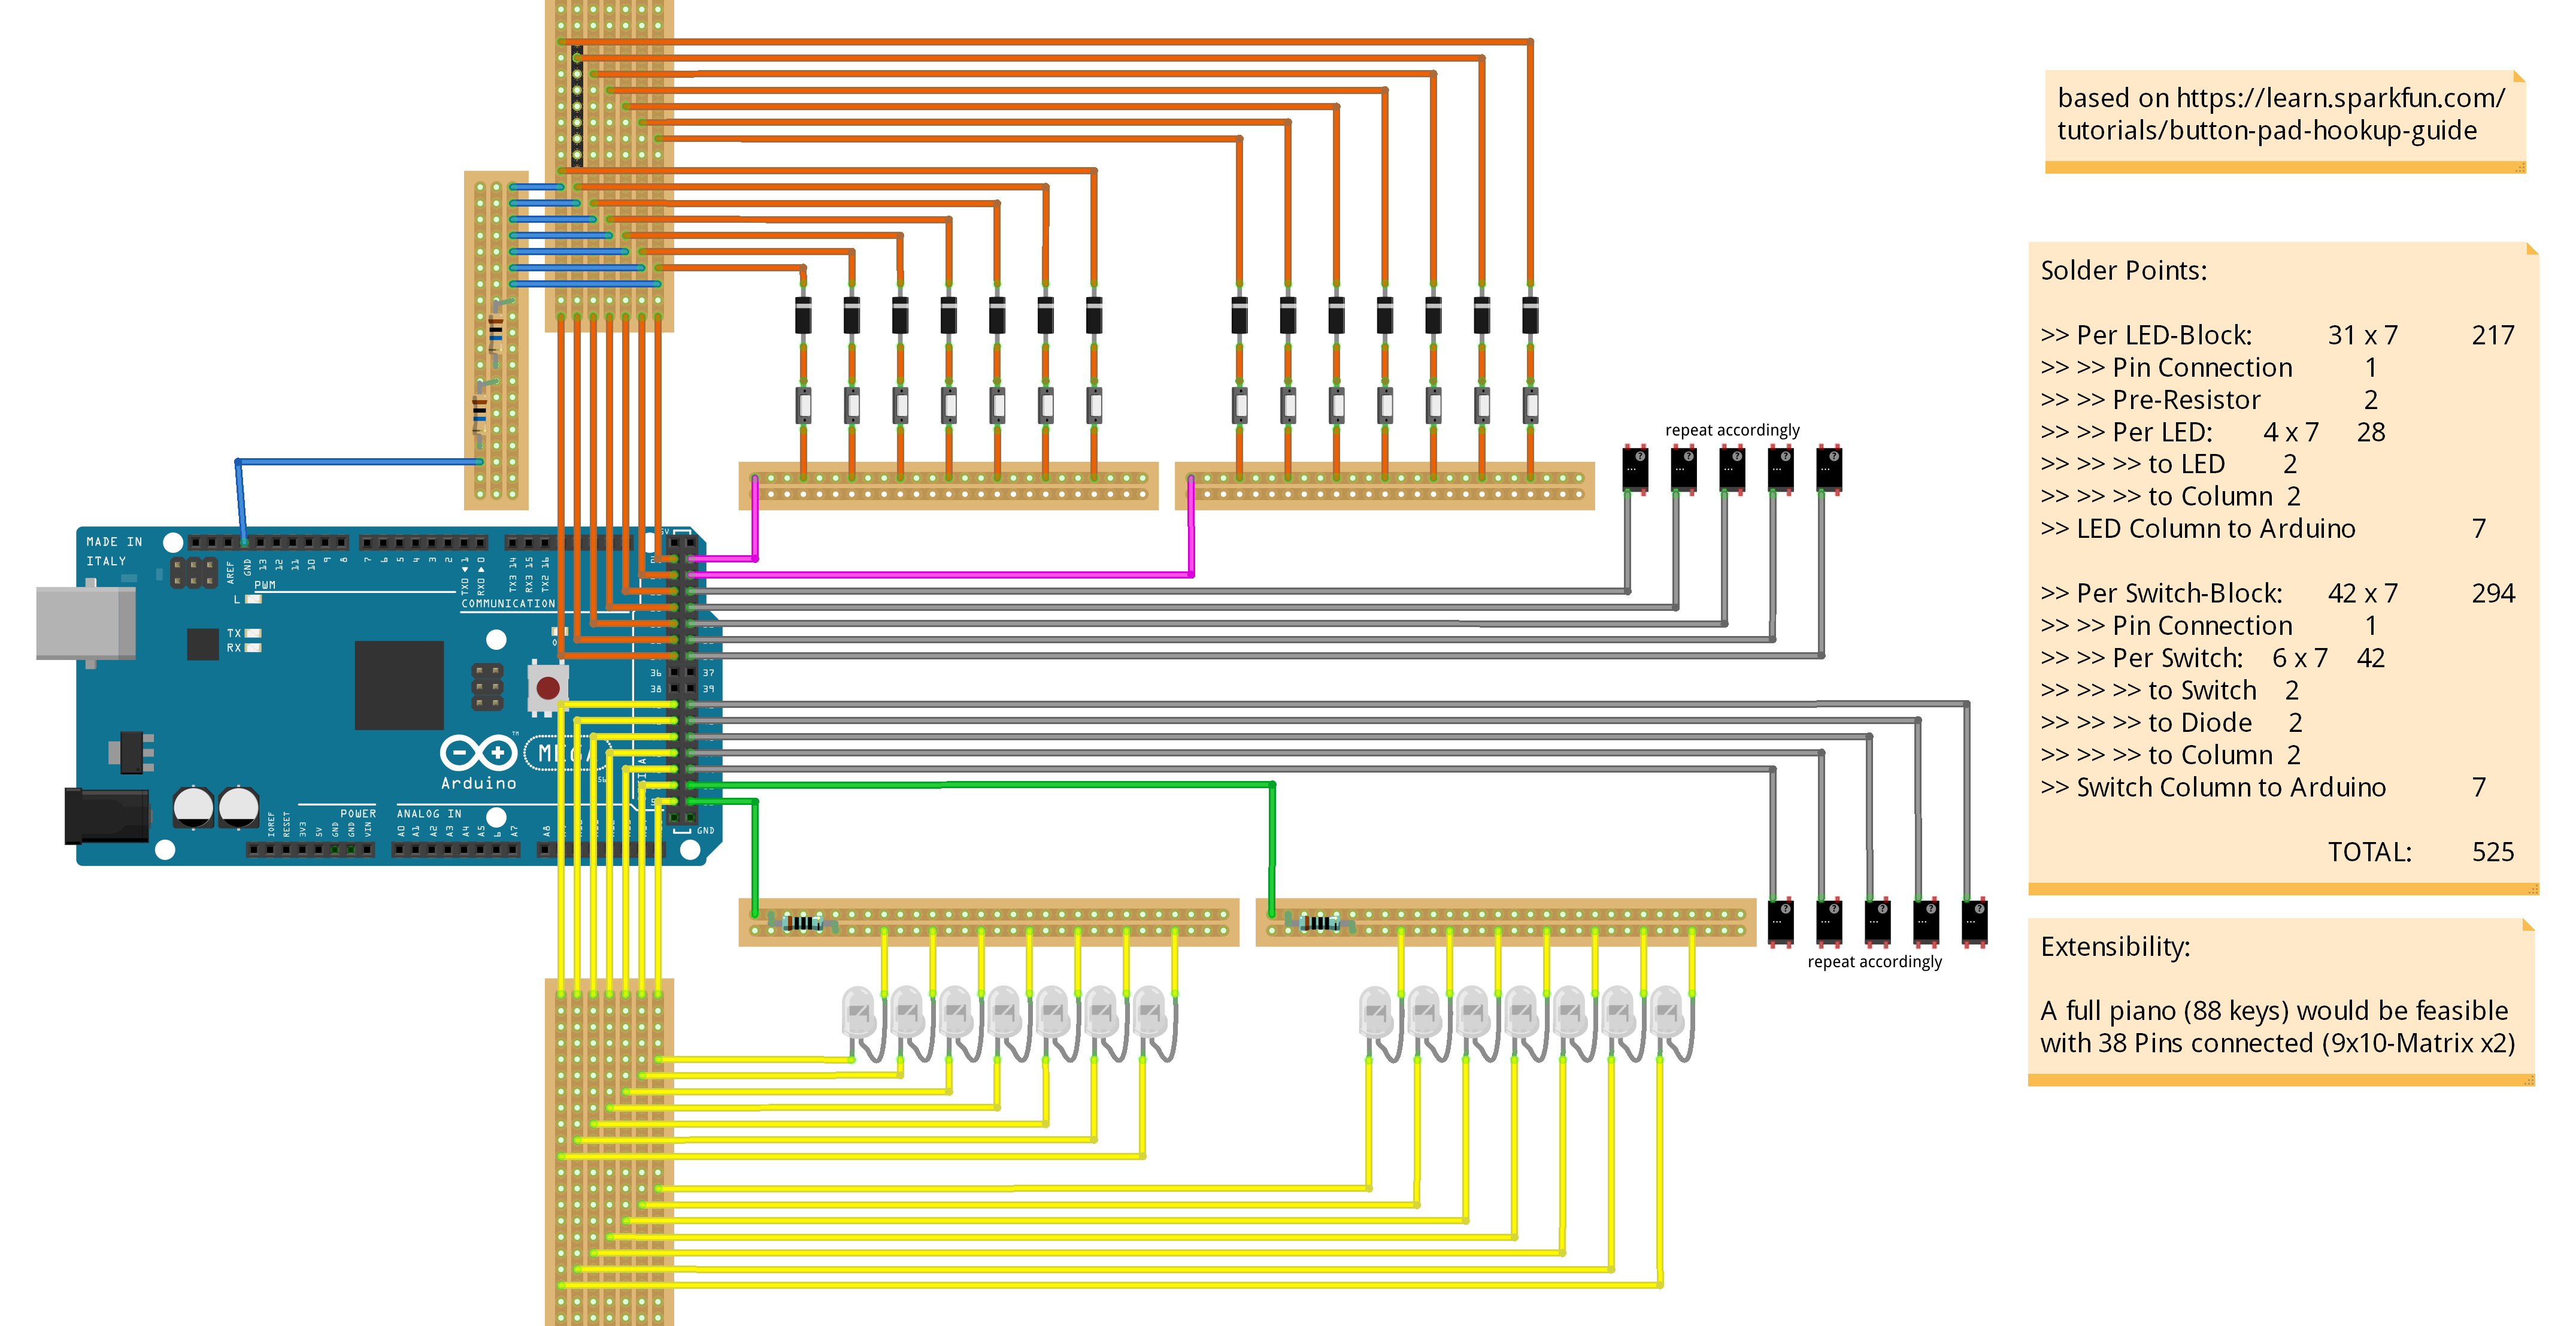 based on https://learn.sparkfun.com/
tutorials/button-pad-hookup-guide
Solder Points:
>> Per LED-Block: 31 x 7 217
>> >> Pin Connection 1
>> >> Pre-Resistor 2
>> >> Per LED: 4 x 7 28
>> >> >> to LED 2
>> >> >> to Column 2
>> LED Column to Arduino 7
>> Per Switch-Block: 42 x 7 294
>> >> Pin Connection 1
>> >> Per Switch: 6 x 7 42
>> >> >> to Switch 2
>> >> >> to Diode 2
>> >> >> to Column 2
>> Switch Column to Arduino 7
TOTAL: 525
Extensibility:
A full piano (88 keys) would be feasible
with 38 Pins connected (9x10-Matrix x2)
repeat accordingly
repeat accordingly
MADE IN
ITALY
AREF
GND
13
12
11
10
9
8
7
6
5
4
3
2
TX0 1
RX0 0
TX3 14
RX3 15
TX2 16
PWM
COMMUNICATION
L
TX
RX
36 37
38 39
MEGA
Arduino
TM
POWER
ANALOG IN
GND
IOREF
RESET
3V3
5V
GND
GND
VIN
A0
A1
A2
A3
A4
A5
6
A7
A8